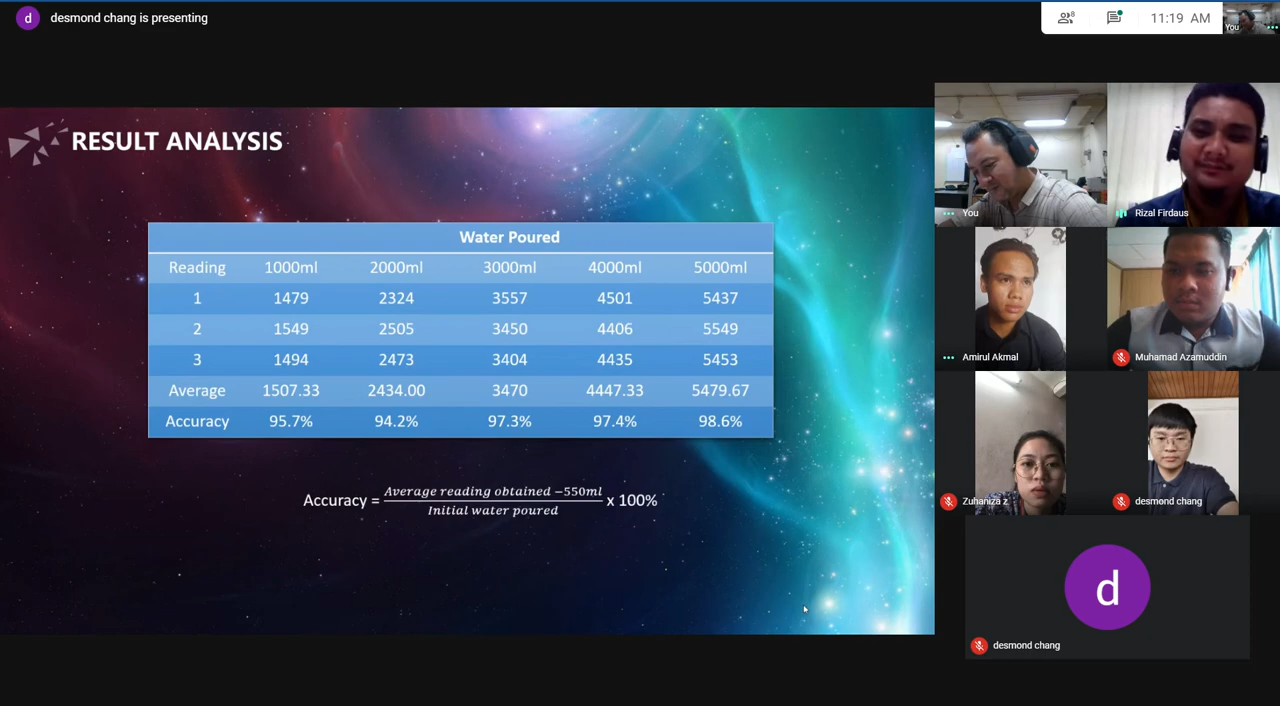 d desmond chang is presenting
8 11:19 AM You
RESULT ANALYSIS
Water Poured
Reading 1000ml 2000ml 3000ml 4000ml 5000ml
1 1479 2324 3557 4501 5437
2 1549 2505 3450 4406 5549
3 1494 2473 3404 4435 5453
Average 1507.33 2434.00 3470 4447.33 5479.67
Accuracy 95.7% 94.2% 97.3% 97.4% 98.6%
Accuracy = Average reading obtained −550ml / Initial water poured x 100%
You
Rizal Firdaus
Amirul Akmal
Muhamad Azamuddin
Zuhaniza z
desmond chang
d
desmond chang